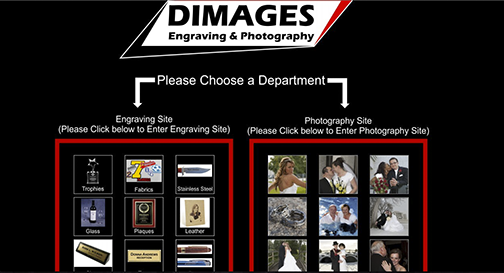 DIMAGES
Engraving & Photography
Please Choose a Department
Engraving Site
(Please Click below to Enter Engraving Site)
Photography Site
(Please Click below to Enter Photography Site)
Trophies
Fabrics
Stainless Steel
Glass
Plaques
Leather